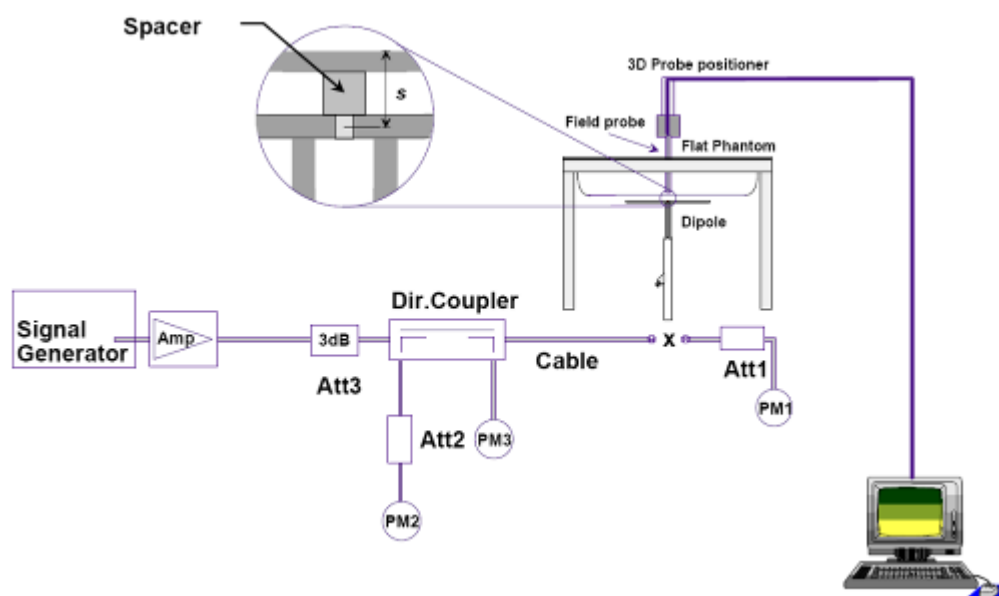 Spacer
s
3D Probe positioner
Field probe
Flat Phantom
Dipole
Signal
Generator
Amp
3dB
Att3
Dir.Coupler
Cable
X
Att1
PM1
Att2
PM3
PM2